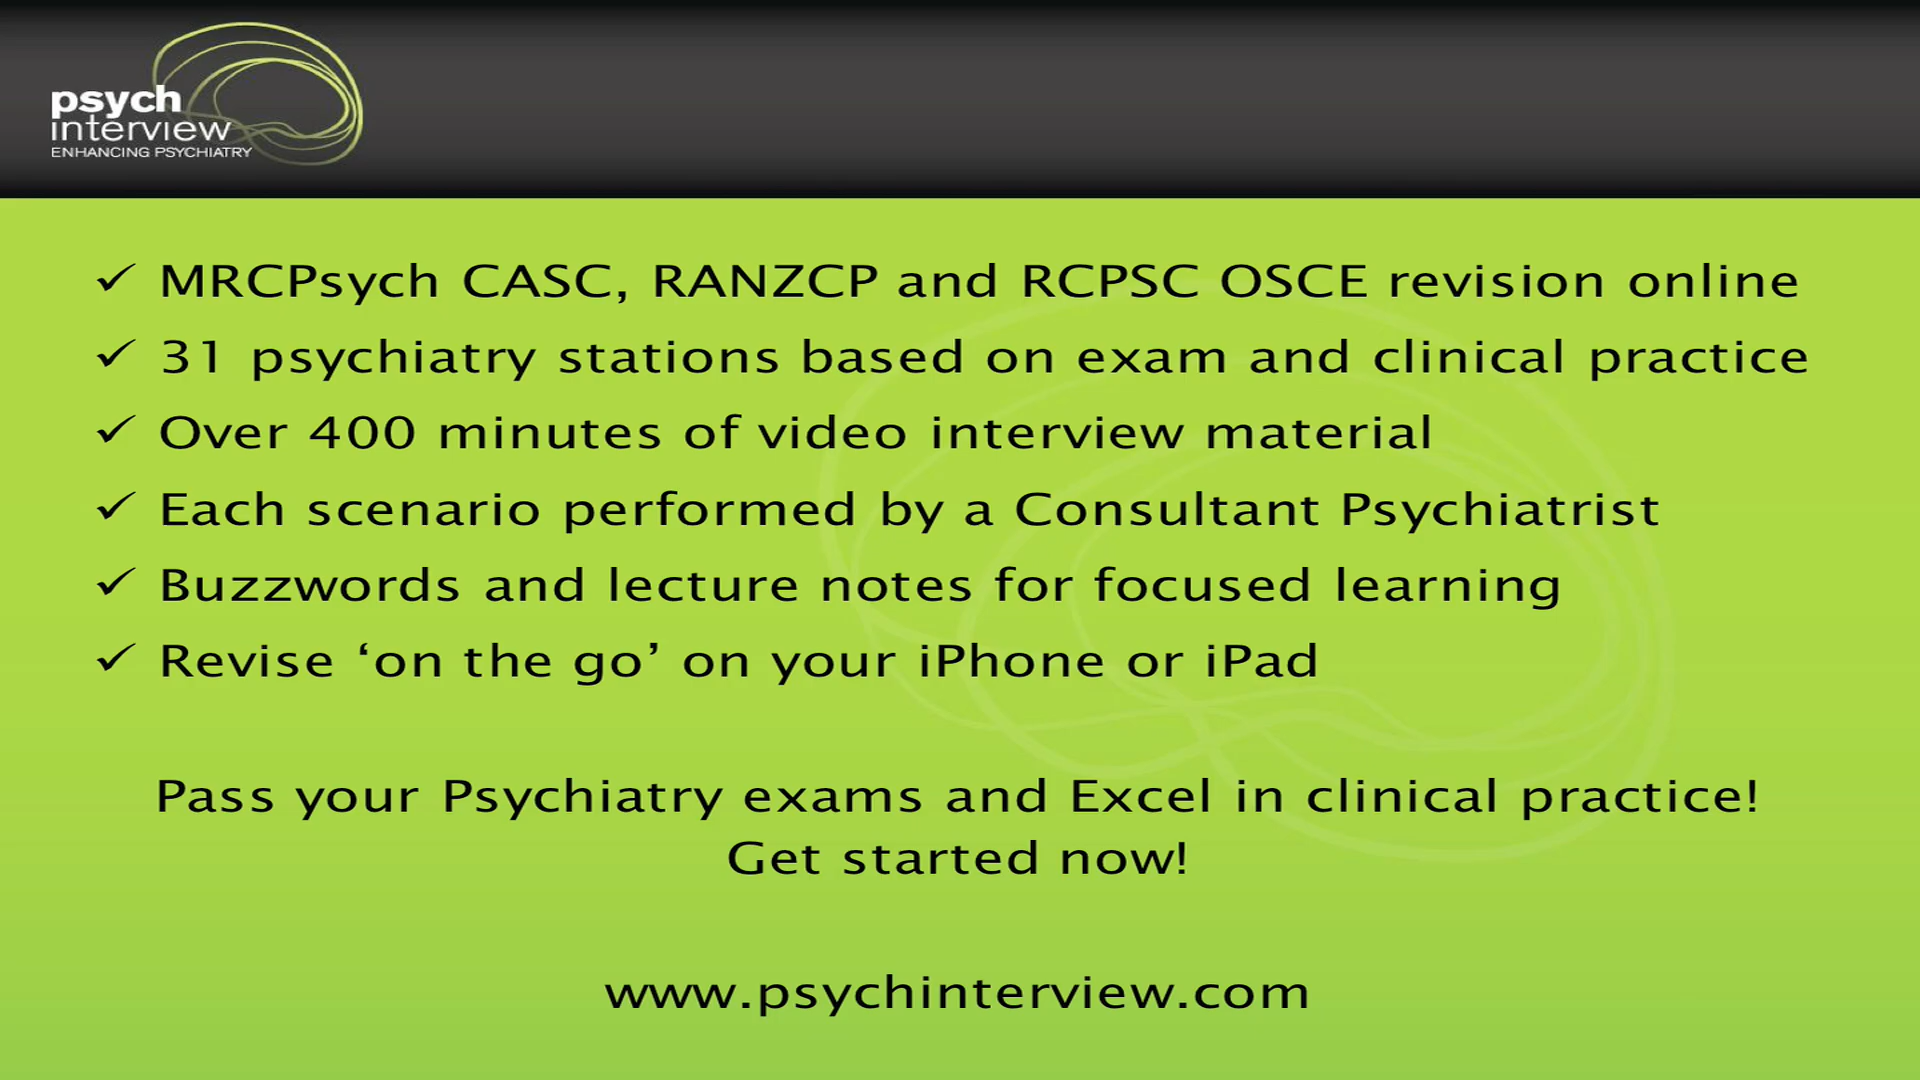 psych
interview
ENHANCING PSYCHIATRY
✓ MRCPsych CASC, RANZCP and RCPSC OSCE revision online
✓ 31 psychiatry stations based on exam and clinical practice
✓ Over 400 minutes of video interview material
✓ Each scenario performed by a Consultant Psychiatrist
✓ Buzzwords and lecture notes for focused learning
✓ Revise ‘on the go’ on your iPhone or iPad
Pass your Psychiatry exams and Excel in clinical practice!
Get started now!
www.psychinterview.com